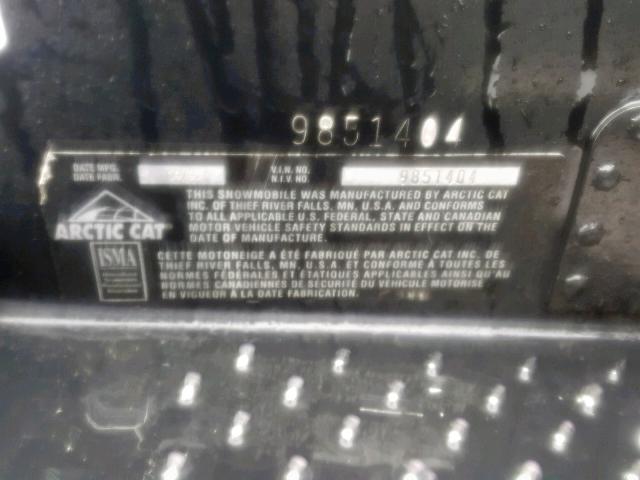 9851404
DATE MFG.
DATE FABR.
V.I.N. NO.
N.I.V. NO
9851404
ARCTIC CAT
ISMA
THIS SNOWMOBILE WAS MANUFACTURED BY ARCTIC CAT
INC. OF THIEF RIVER FALLS, MN, U.S.A. AND CONFORMS
TO ALL APPLICABLE U.S. FEDERAL, STATE AND CANADIAN
MOTOR VEHICLE SAFETY STANDARDS IN EFFECT ON THE
DATE OF MANUFACTURE.
CETTE MOTONEIGE A ÉTÉ FABRIQUÉ PAR ARCTIC CAT INC. DE
THIEF RIVER FALLS, MN, U.S.A. ET CONFORME A TOUTES LES
NORMES FÉDÉRALES ET ÉTATIQUES APPLICABLES AINSI QU'AU
NORMES CANADIENNES DE SÉCURITÉ DU VÉHICULE MOTORISE
EN VIGUEUR À LA DATE FABRICATION.